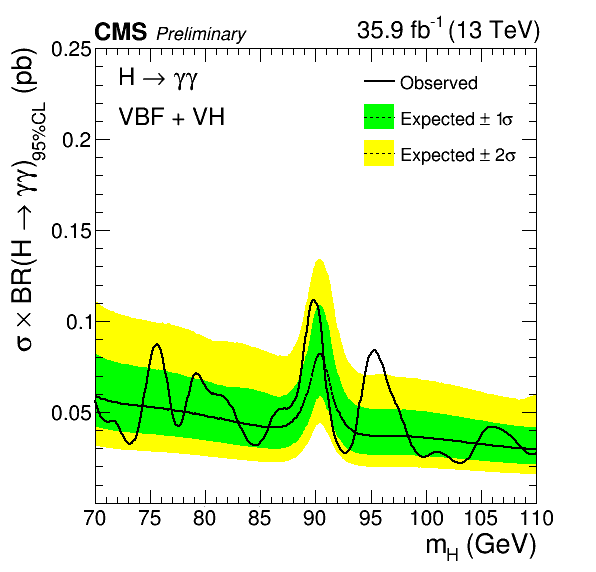 CMS Preliminary 35.9 fb⁻¹ (13 TeV)
H → γγ
VBF + VH
Observed
Expected ± 1σ
Expected ± 2σ
σ × BR(H → γγ)95%CL (pb)
0.25
0.2
0.15
0.1
0.05
70 75 80 85 90 95 100 105 110
mH (GeV)